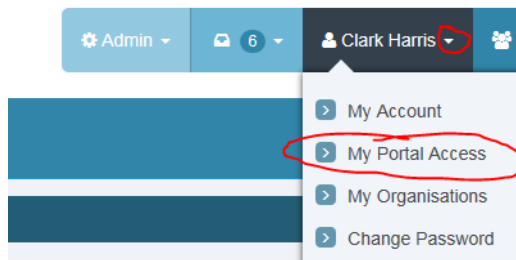 Admin 6 Clark Harris
My Account
My Portal Access
My Organisations
Change Password